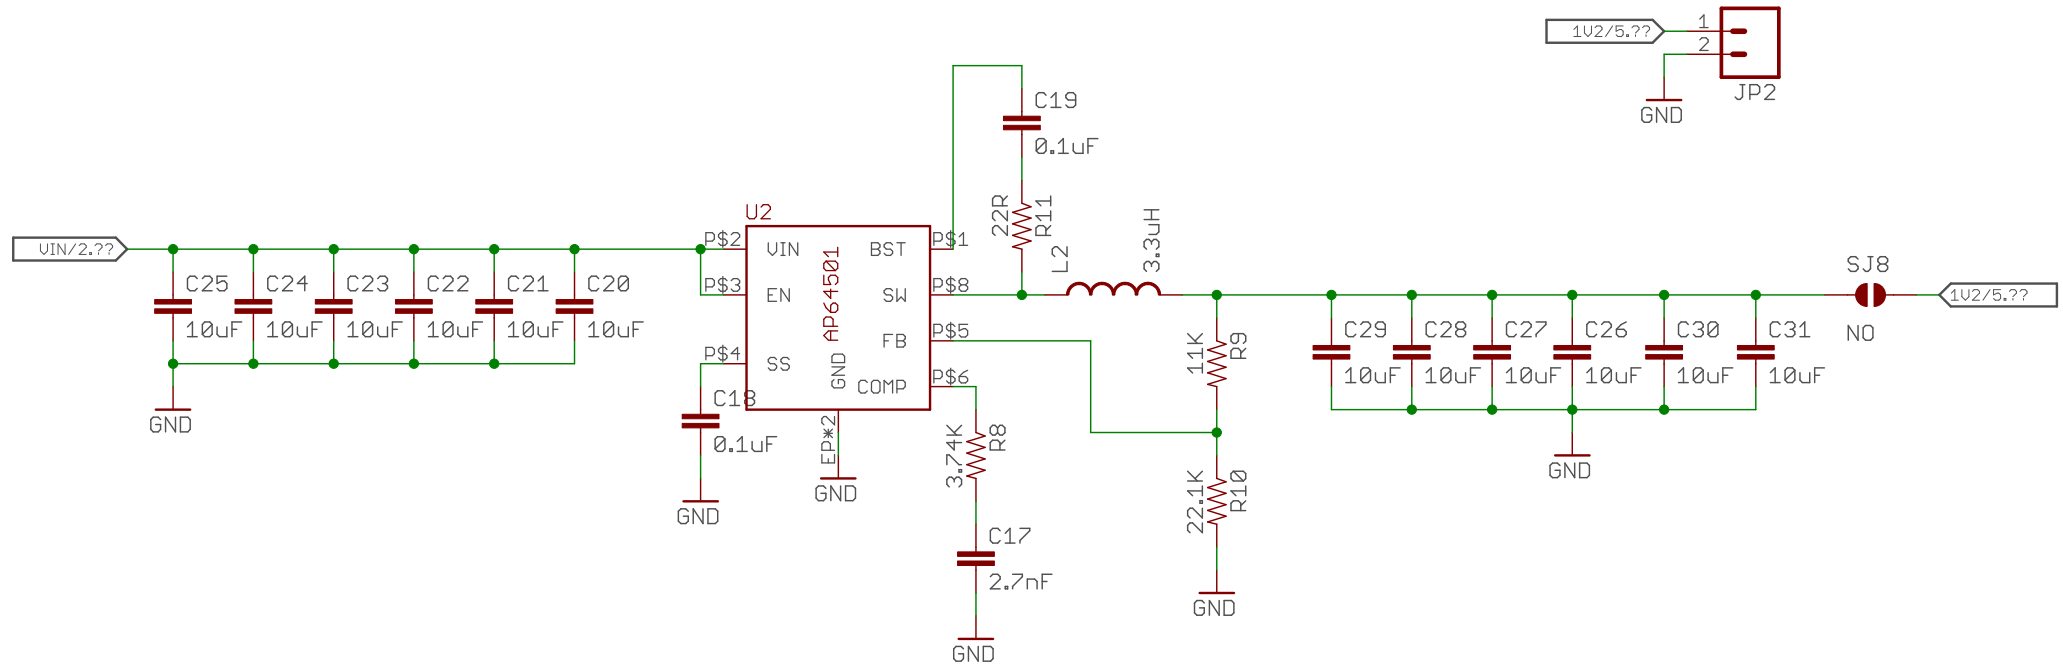 1V2/5.??
1
2
JP2
GND
C19
0.1uF
22R
R11
U2
VIN/2.??
P$2
VIN
BST
P$1
AP64501
L2
3.3uH
SJ8
C25
10uF
C24
10uF
C23
10uF
C22
10uF
C21
10uF
C20
10uF
P$3
EN
SW
P$8
1V2/5.??
NO
FB
P$5
11K
R9
C29
10uF
C28
10uF
C27
10uF
C26
10uF
C30
10uF
C31
10uF
P$4
SS
GND
COMP
P$6
GND
C18
0.1uF
EP*2
GND
3.74K
R8
22.1K
R10
GND
GND
C17
2.7nF
GND
GND